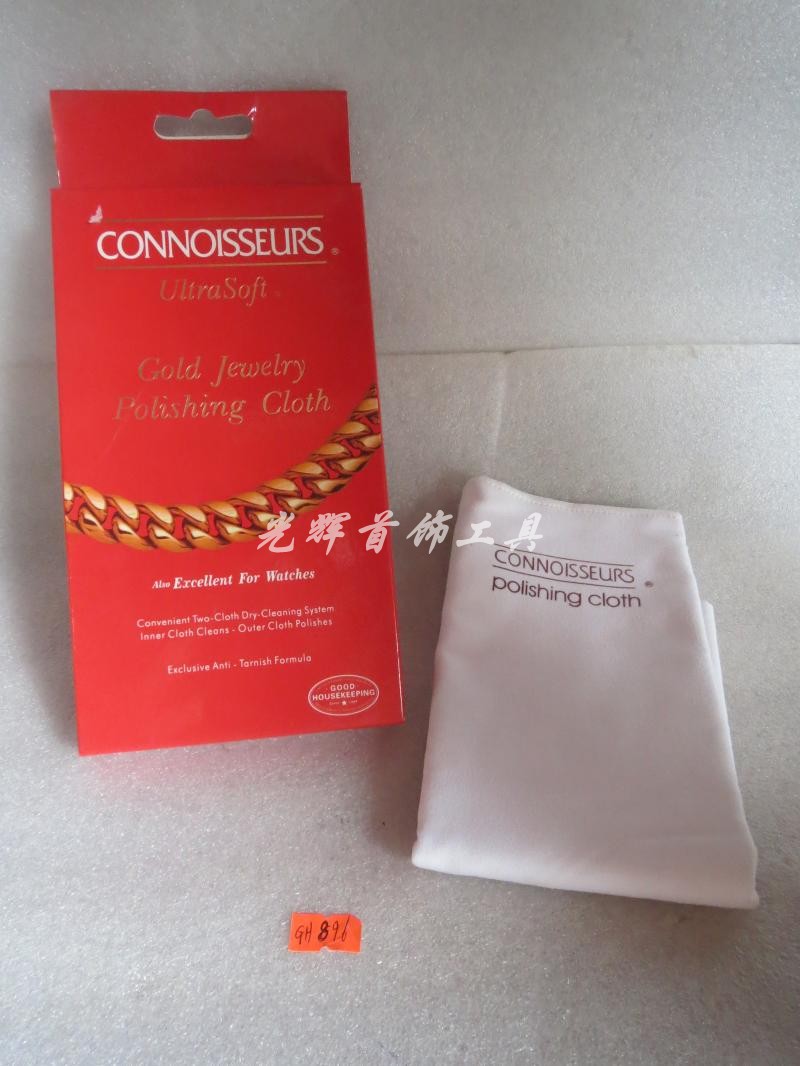 CONNOISSEURS®
UltraSoft
Gold Jewelry
Polishing Cloth
光辉首饰工具
Also Excellent For Watches
Convenient Two-Cloth Dry-Cleaning System
Inner Cloth Cleans - Outer Cloth Polishes
Exclusive Anti - Tarnish Formula
GOOD
HOUSEKEEPING
CONNOISSEURS®
polishing cloth
GH 896